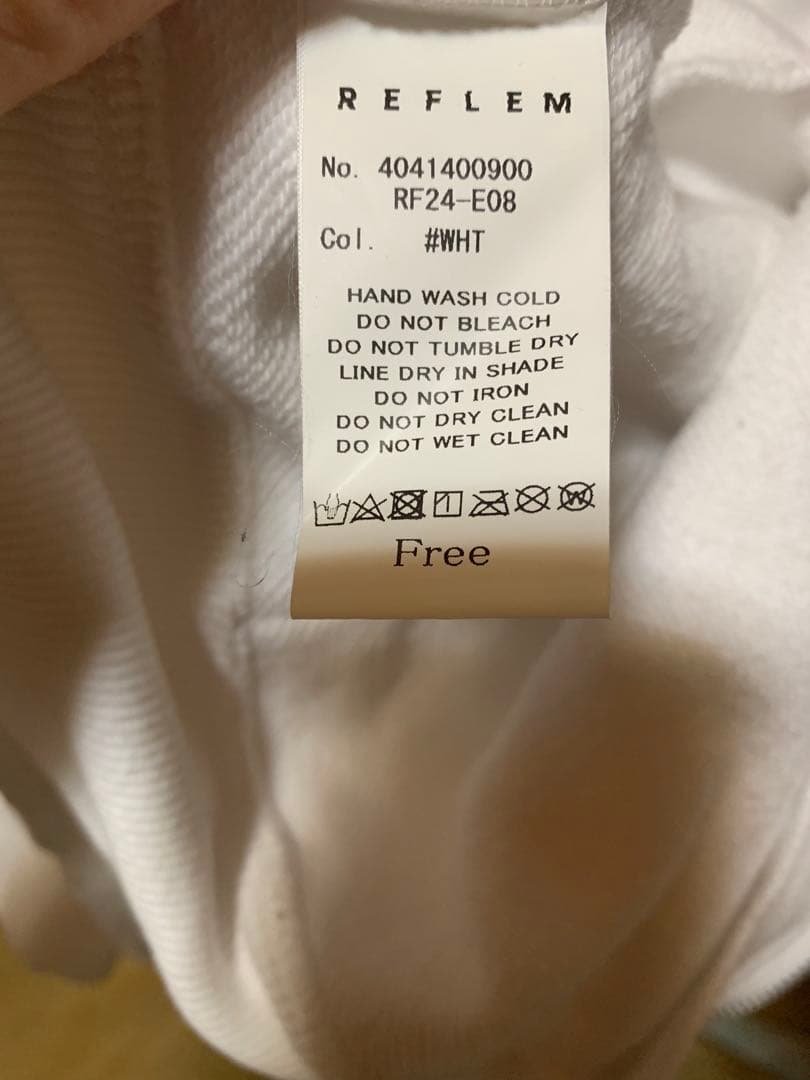 REFLEM
No. 4041400900
RF24-E08
Col. #WHT
HAND WASH COLD
DO NOT BLEACH
DO NOT TUMBLE DRY
LINE DRY IN SHADE
DO NOT IRON
DO NOT DRY CLEAN
DO NOT WET CLEAN
W
Free